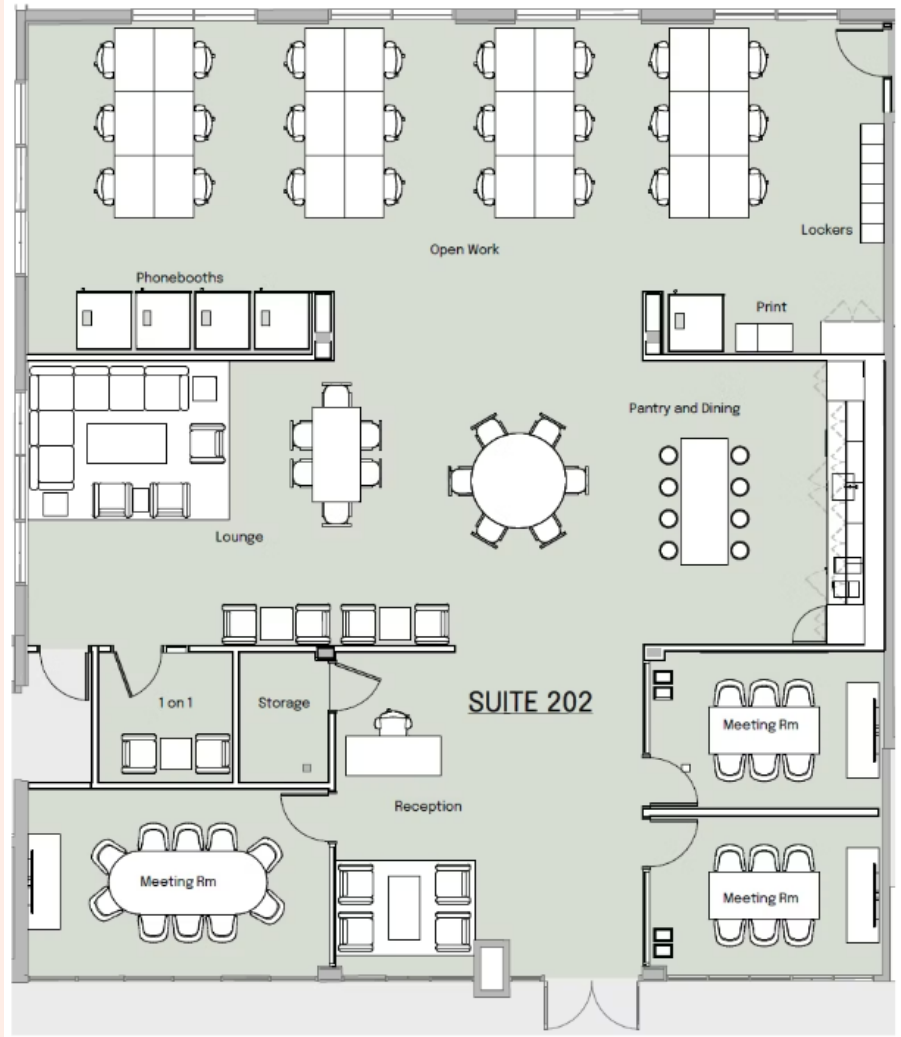 Open Work
Lockers
Phonebooths
Print
Pantry and Dining
Lounge
1 on 1
Storage
SUITE 202
Meeting Rm
Reception
Meeting Rm
Meeting Rm